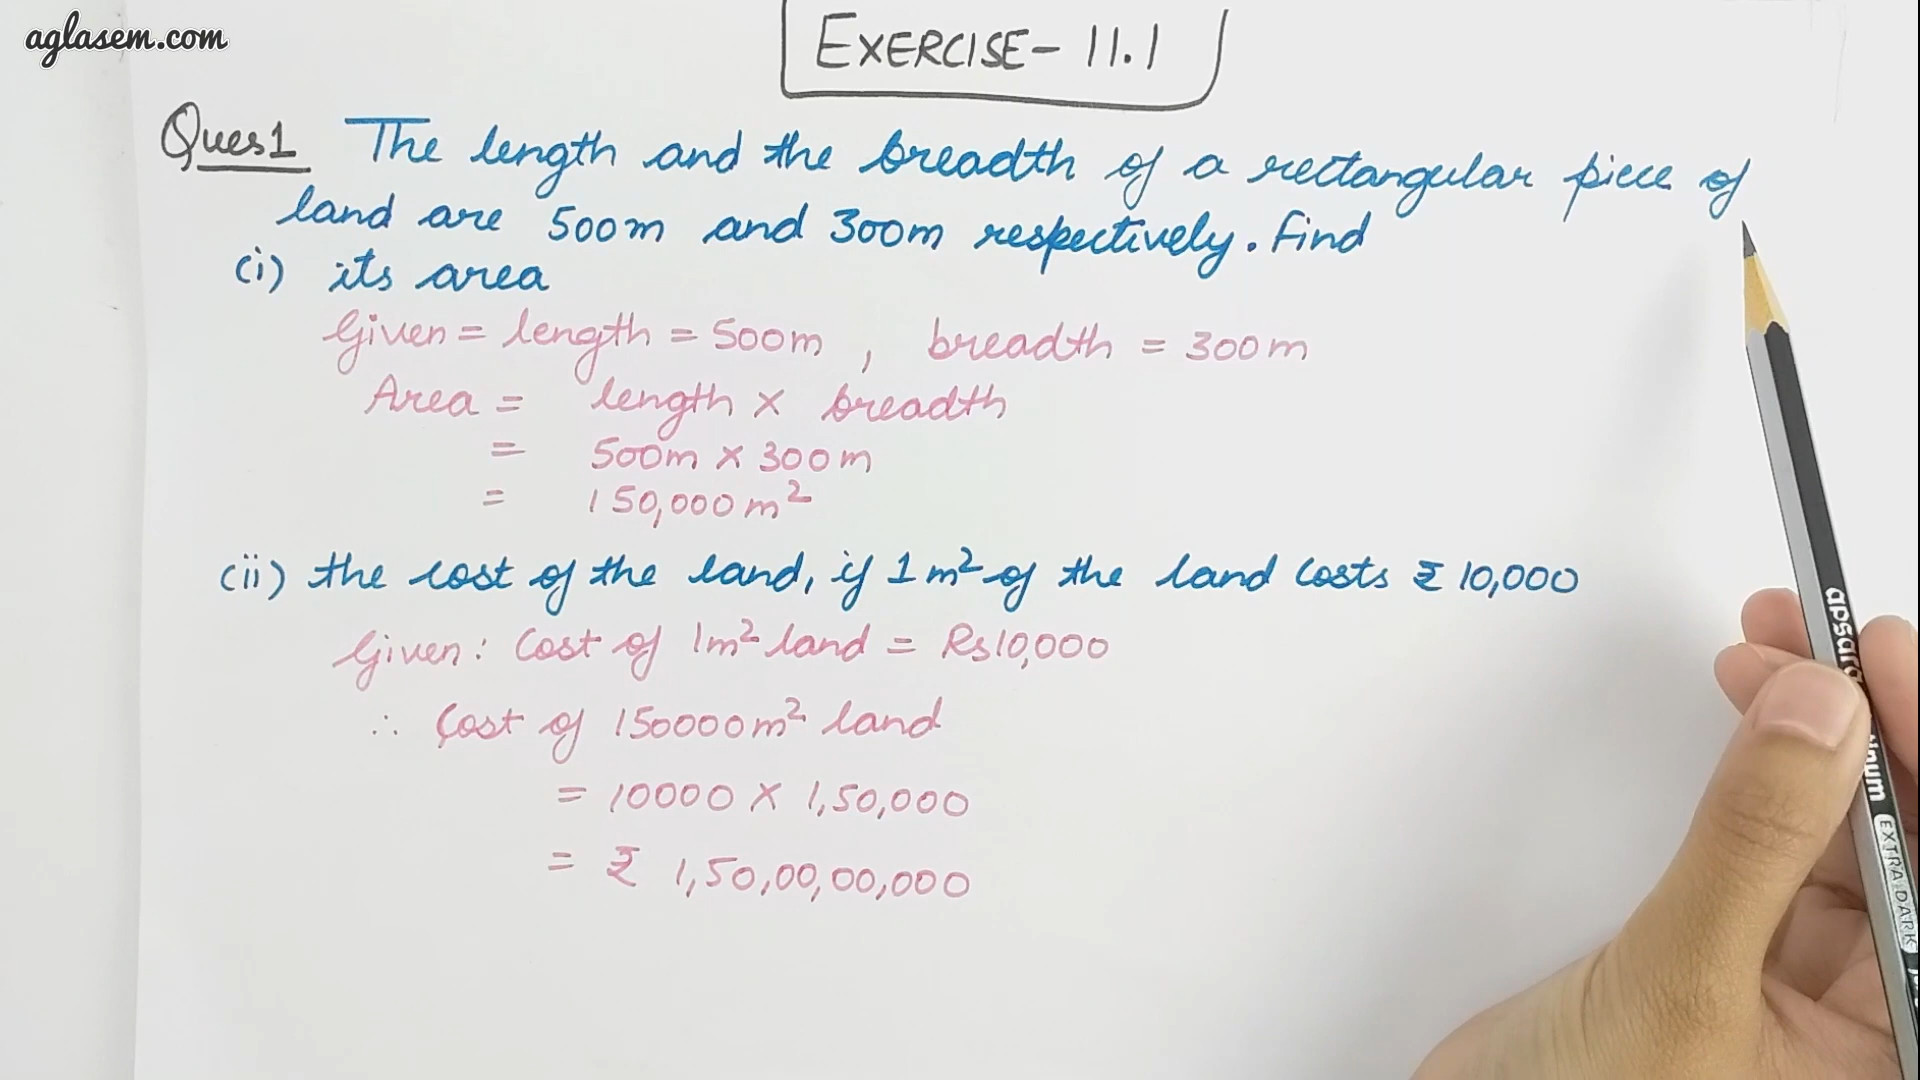 aglasem.com
EXERCISE- 11.1
Ques1 The length and the breadth of a rectangular piece of
land are 500m and 300m respectively. Find
(i) its area
Given = length = 500m , breadth = 300m
Area = length × breadth
= 500m × 300m
= 150,000 m²
(ii) the cost of the land, if 1 m² of the land costs ₹ 10,000
Given: Cost of 1m² land = Rs10,000
∴ Cost of 150000m² land
= 10000 × 1,50,000
= ₹ 1,50,00,00,000
apsara
EXTRA DARK